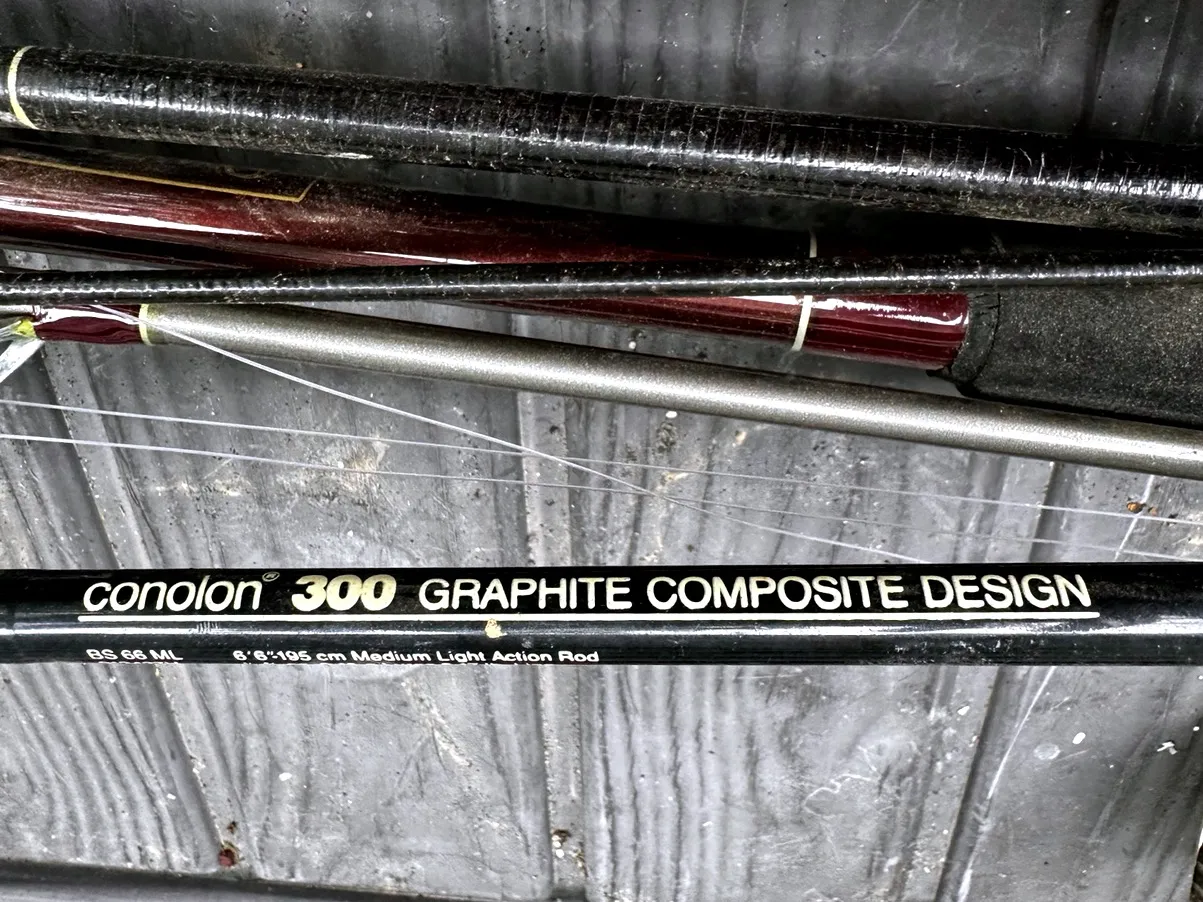 conolon® 300 GRAPHITE COMPOSITE DESIGN
BS 66 ML 6' 6"-195 cm Medium Light Action Rod